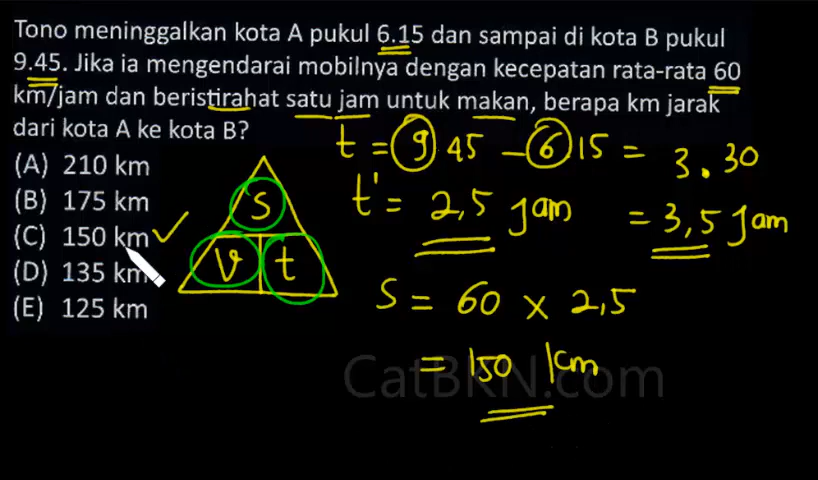 Tono meninggalkan kota A pukul 6.15 dan sampai di kota B pukul
9.45. Jika ia mengendarai mobilnya dengan kecepatan rata-rata 60
km/jam dan beristirahat satu jam untuk makan, berapa km jarak
dari kota A ke kota B?
(A) 210 km
(B) 175 km
(C) 150 km
(D) 135 km
(E) 125 km
t = 9 45 - 6.15 = 3.30
= 3,5 jam
t' = 2,5 jam
s
v t
S = 60 x 2,5
= 150 km
CatBKN.com